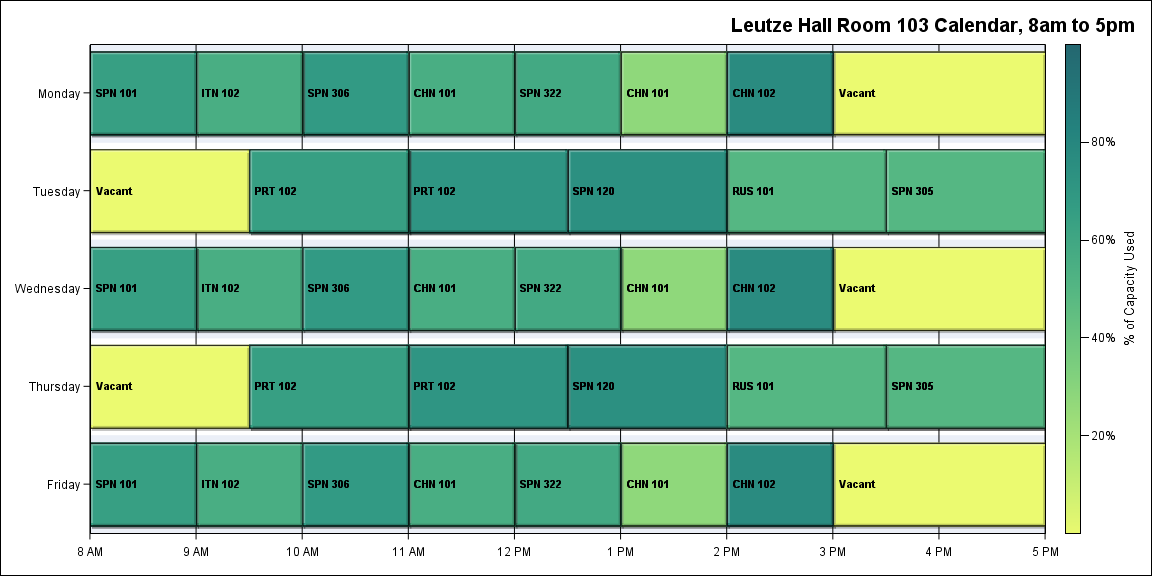 Leutze Hall Room 103 Calendar, 8am to 5pm
Monday
SPN 101
ITN 102
SPN 306
CHN 101
SPN 322
CHN 101
CHN 102
Vacant
Tuesday
Vacant
PRT 102
PRT 102
SPN 120
RUS 101
SPN 305
Wednesday
SPN 101
ITN 102
SPN 306
CHN 101
SPN 322
CHN 101
CHN 102
Vacant
Thursday
Vacant
PRT 102
PRT 102
SPN 120
RUS 101
SPN 305
Friday
SPN 101
ITN 102
SPN 306
CHN 101
SPN 322
CHN 101
CHN 102
Vacant
8 AM
9 AM
10 AM
11 AM
12 PM
1 PM
2 PM
3 PM
4 PM
5 PM
80%
60%
40%
20%
% of Capacity Used